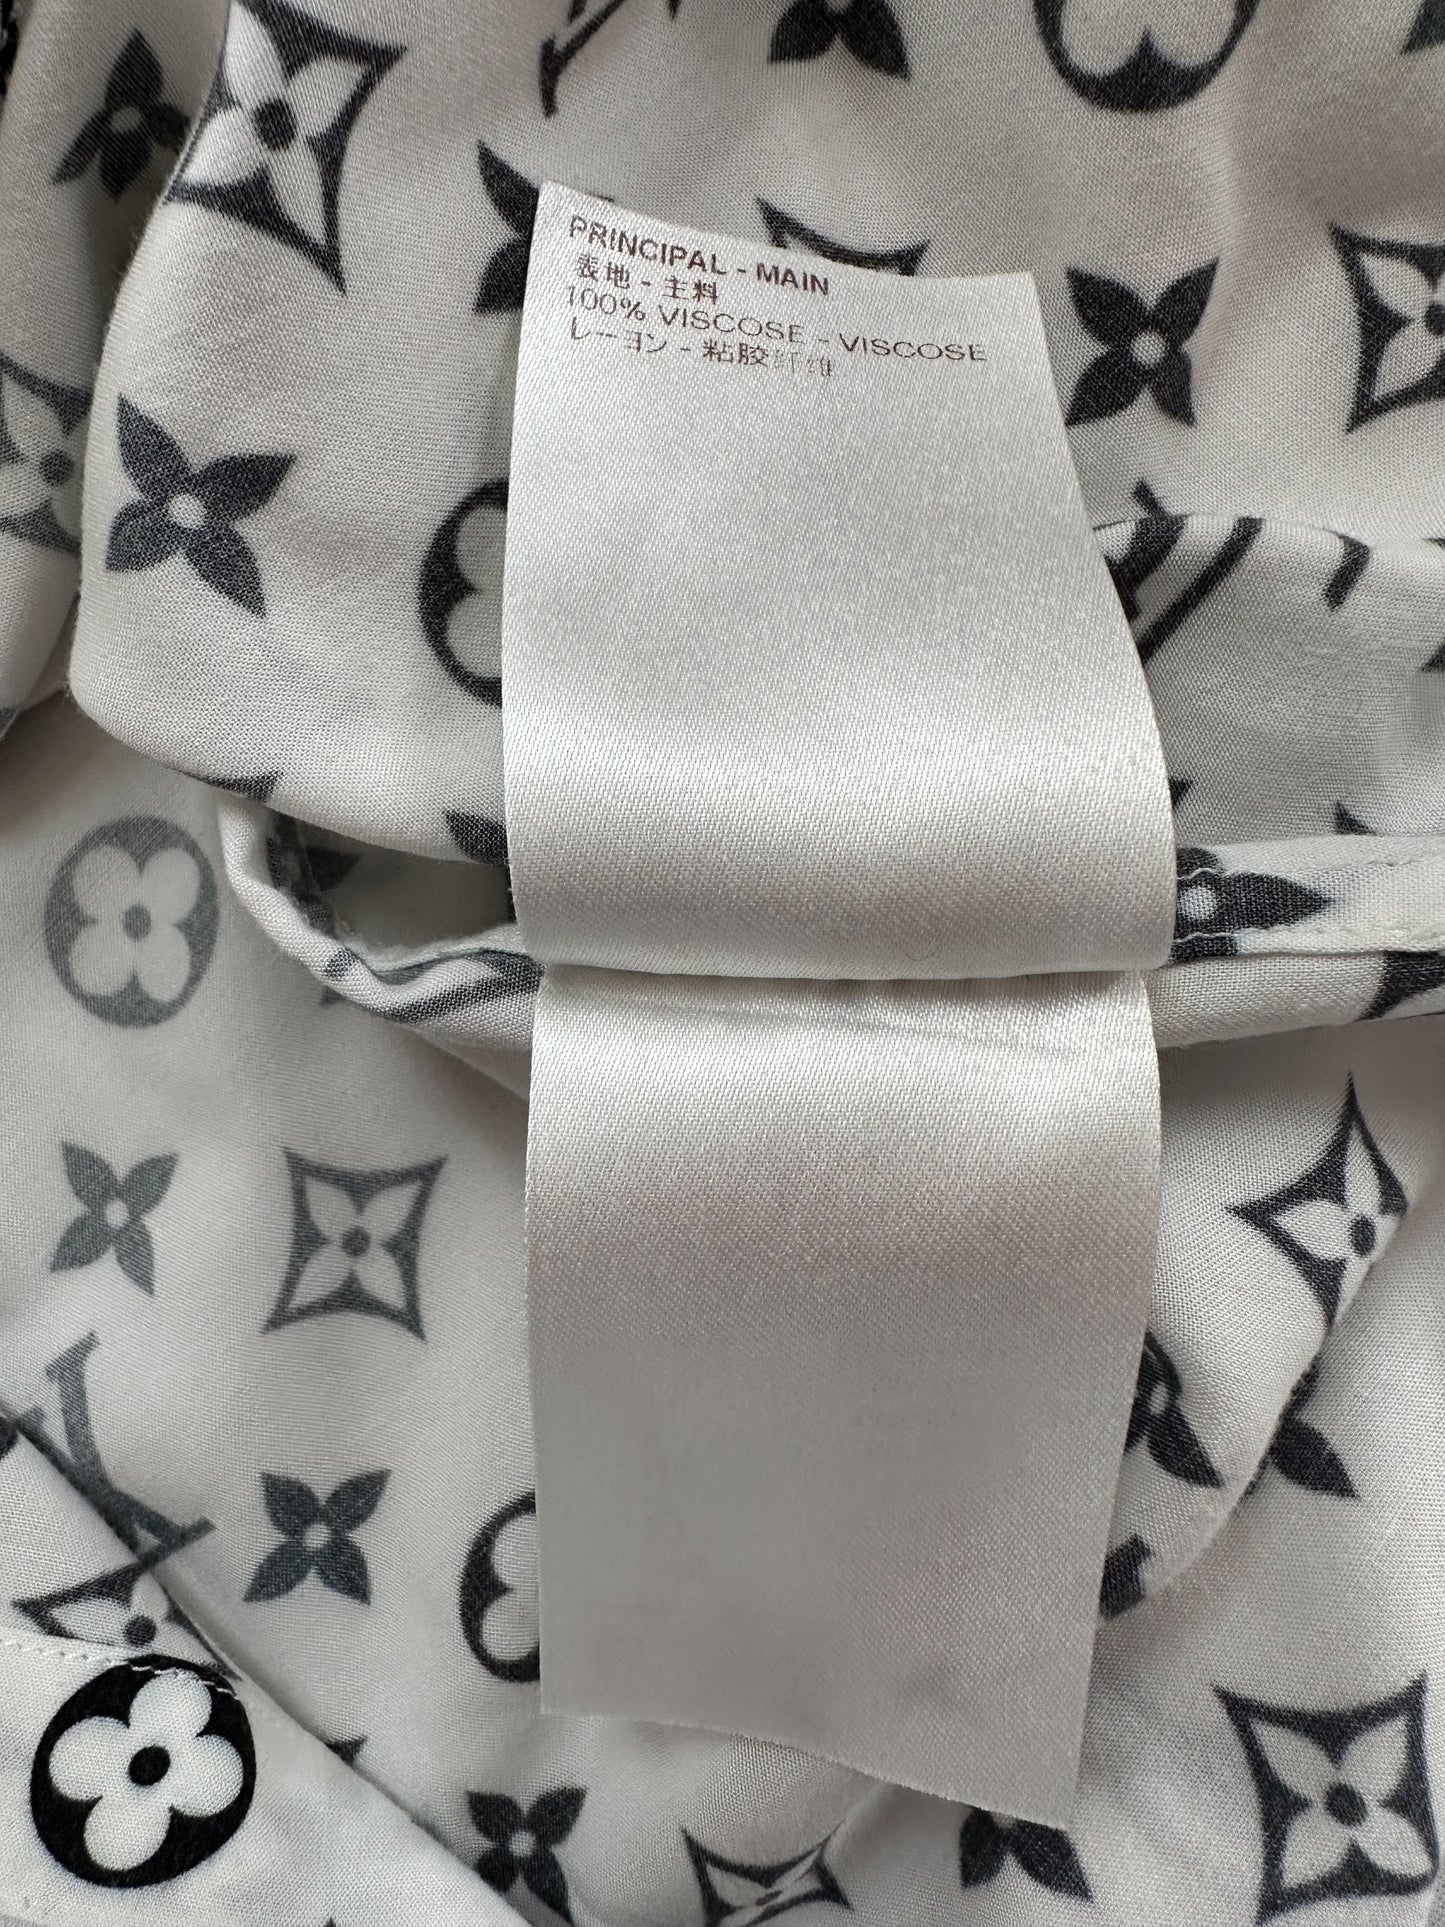 PRINCIPAL - MAIN
表地 - 主料
100% VISCOSE - VISCOSE
レーヨン - 粘胶纤维